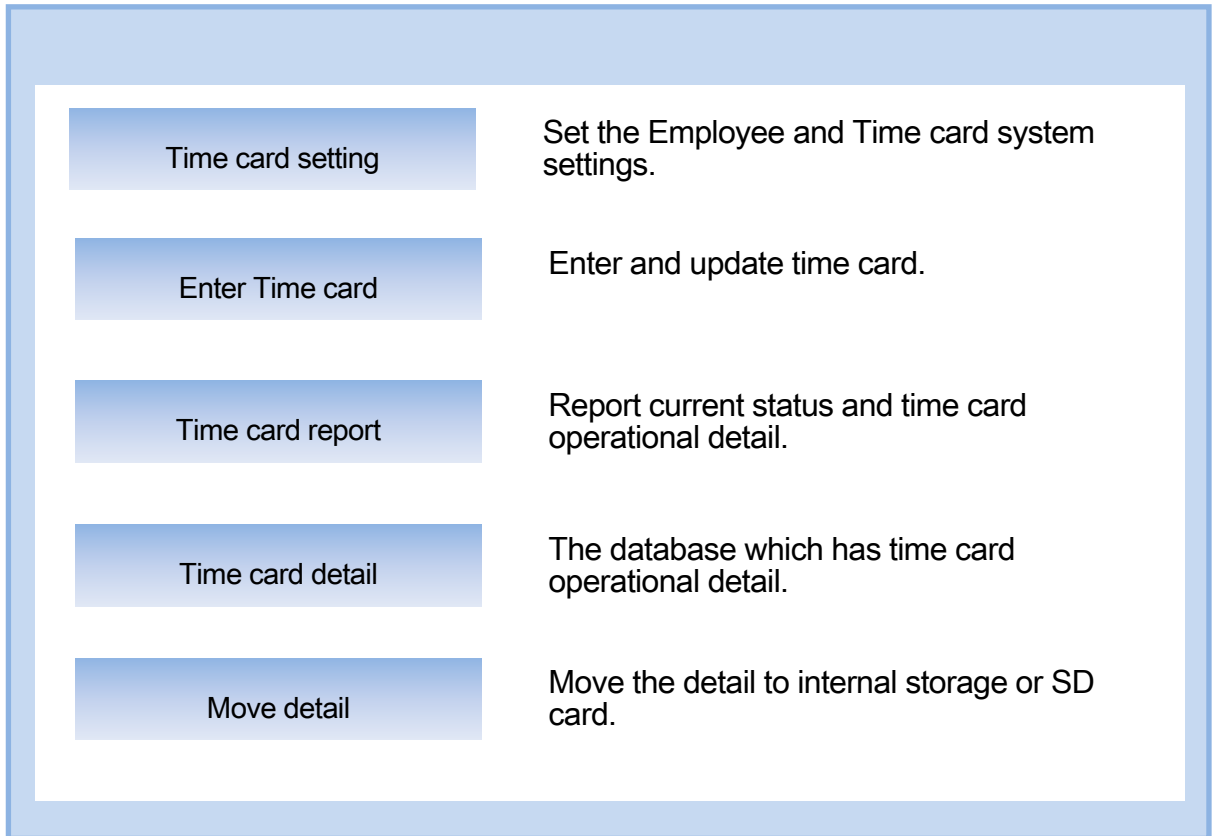 Time card setting
Set the Employee and Time card system
settings.
Enter Time card
Enter and update time card.
Time card report
Report current status and time card
operational detail.
Time card detail
The database which has time card
operational detail.
Move detail
Move the detail to internal storage or SD
card.